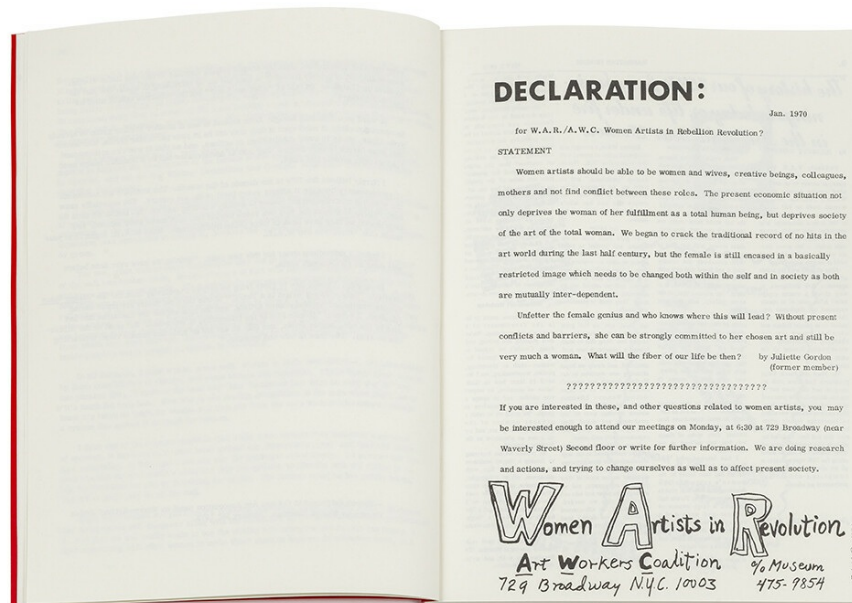 DECLARATION:
Jan. 1970
for W.A.R./A.W.C. Women Artists in Rebellion Revolution?
STATEMENT
Women artists should be able to be women and wives, creative beings, colleagues,
mothers and not find conflict between these roles. The present economic situation not
only deprives the woman of her fulfillment as a total human being, but deprives society
of the art of the total woman. We began to crack the traditional record of no hits in the
art world during the last half century, but the female is still encased in a basically
restricted image which needs to be changed both within the self and in society as both
are mutually inter-dependent.
Unfetter the female genius and who knows where this will lead? Without present
conflicts and barriers, she can be strongly committed to her chosen art and still be
very much a woman. What will the fiber of our life be then? by Juliette Gordon
(former member)
??????????????????????????????????
If you are interested in these, and other questions related to women artists, you may
be interested enough to attend our meetings on Monday, at 6:30 at 729 Broadway (near
Waverly Street) Second floor or write for further information. We are doing research
and actions, and trying to change ourselves as well as to affect present society.
Women Artists in Revolution
Art Workers Coalition % Museum
729 Broadway N.Y.C. 10003 475-9854